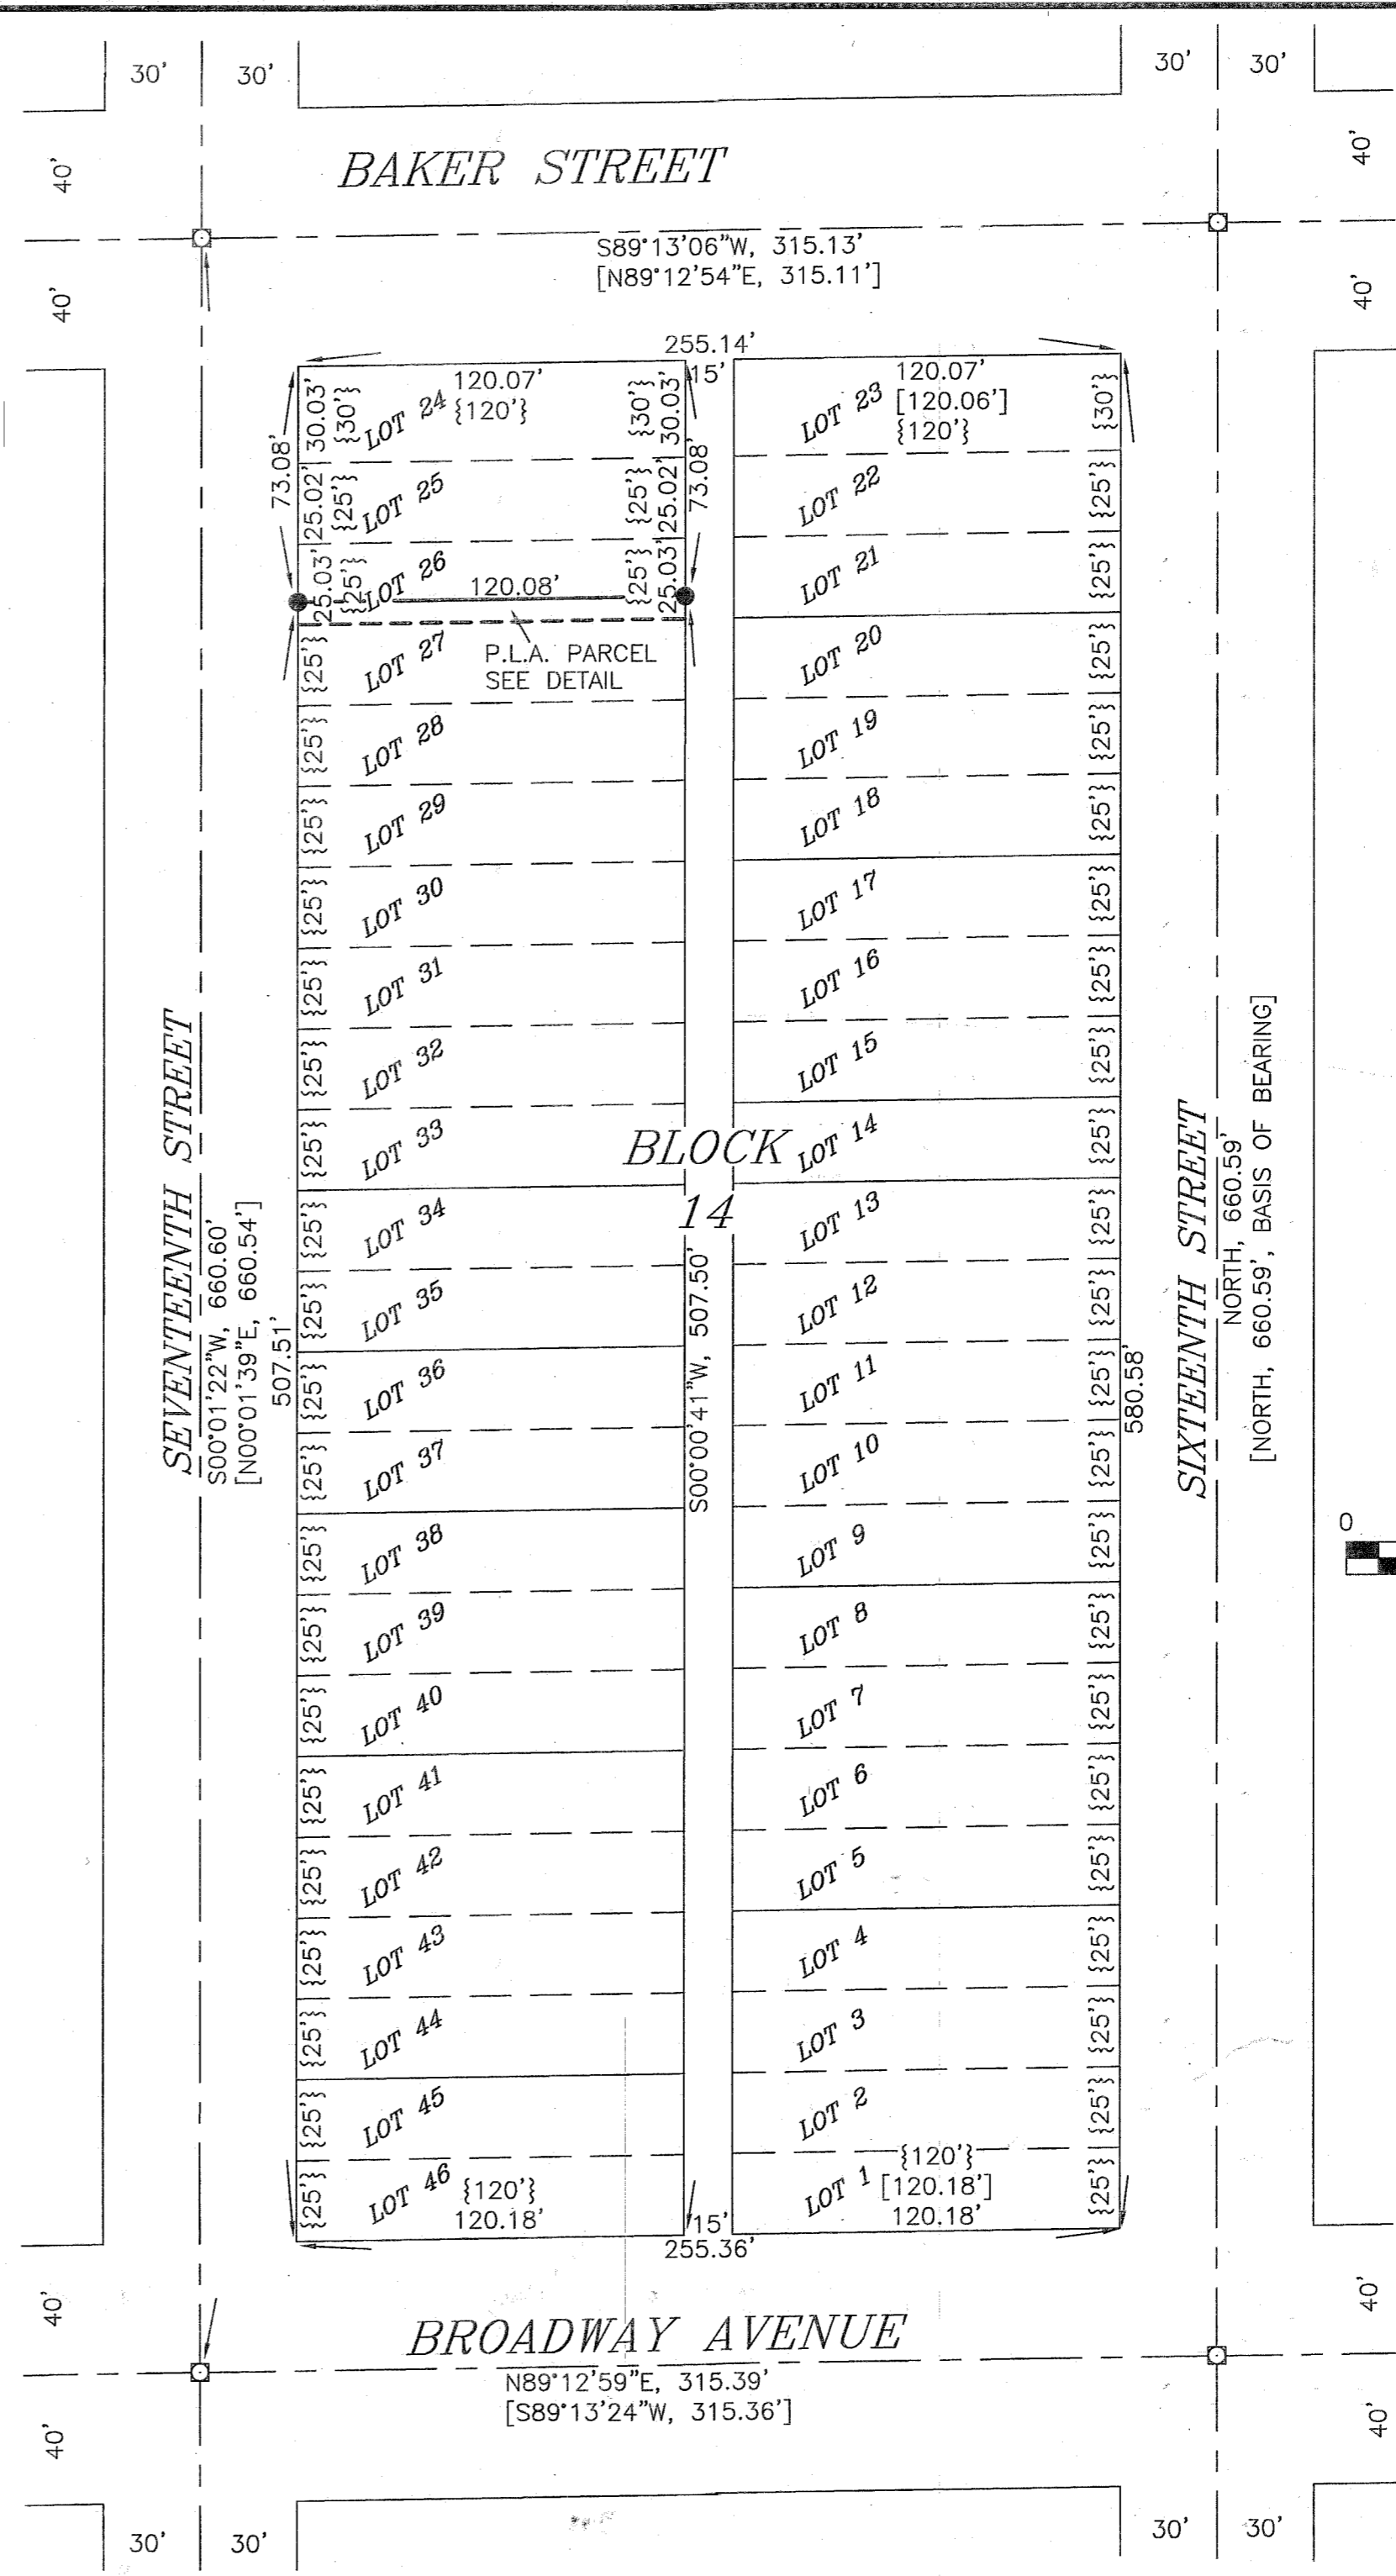 30' 30' 30' 30'
40' 40'
BAKER STREET
S89°13'06"W, 315.13'
[N89°12'54"E, 315.11']
40' 40'
255.14'
15'
120.07'
{120'}
LOT 24
30.03'
{30'}
{30'}
30.03'
73.08'
73.08'
LOT 25
25.02'
{25'}
{25'}
25.02'
LOT 26
25.03'
{25'}
120.08'
{25'}
25.03'
P.L.A. PARCEL
SEE DETAIL
LOT 27
{25'}
LOT 28
{25'}
LOT 29
{25'}
LOT 30
{25'}
LOT 31
{25'}
LOT 32
{25'}
LOT 33
{25'}
LOT 34
{25'}
LOT 35
{25'}
LOT 36
{25'}
LOT 37
{25'}
LOT 38
{25'}
LOT 39
{25'}
LOT 40
{25'}
LOT 41
{25'}
LOT 42
{25'}
LOT 43
{25'}
LOT 44
{25'}
LOT 45
{25'}
LOT 46
{25'}
{120'}
120.18'
120.07'
[120.06']
{120'}
LOT 23
{30'}
LOT 22
{25'}
LOT 21
{25'}
LOT 20
{25'}
LOT 19
{25'}
LOT 18
{25'}
LOT 17
{25'}
LOT 16
{25'}
LOT 15
{25'}
LOT 14
{25'}
LOT 13
{25'}
LOT 12
{25'}
LOT 11
{25'}
LOT 10
{25'}
LOT 9
{25'}
LOT 8
{25'}
LOT 7
{25'}
LOT 6
{25'}
LOT 5
{25'}
LOT 4
{25'}
LOT 3
{25'}
LOT 2
{25'}
LOT 1
{25'}
{120'}
[120.18']
120.18'
BLOCK
14
S00°00'41"W, 507.50'
SEVENTEENTH STREET
S00°01'22"W, 660.60'
[N00°01'39"E, 660.54']
507.51'
580.58'
SIXTEENTH STREET
NORTH, 660.59'
[NORTH, 660.59', BASIS OF BEARING]
0
15'
255.36'
40' 40'
BROADWAY AVENUE
N89°12'59"E, 315.39'
[S89°13'24"W, 315.36']
40' 40'
30' 30' 30' 30'